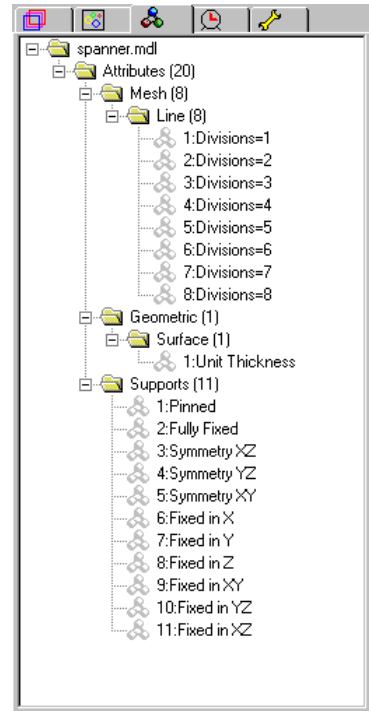 spanner.mdl
Attributes (20)
Mesh (8)
Line (8)
1:Divisions=1
2:Divisions=2
3:Divisions=3
4:Divisions=4
5:Divisions=5
6:Divisions=6
7:Divisions=7
8:Divisions=8
Geometric (1)
Surface (1)
1:Unit Thickness
Supports (11)
1:Pinned
2:Fully Fixed
3:Symmetry XZ
4:Symmetry YZ
5:Symmetry XY
6:Fixed in X
7:Fixed in Y
8:Fixed in Z
9:Fixed in XY
10:Fixed in YZ
11:Fixed in XZ